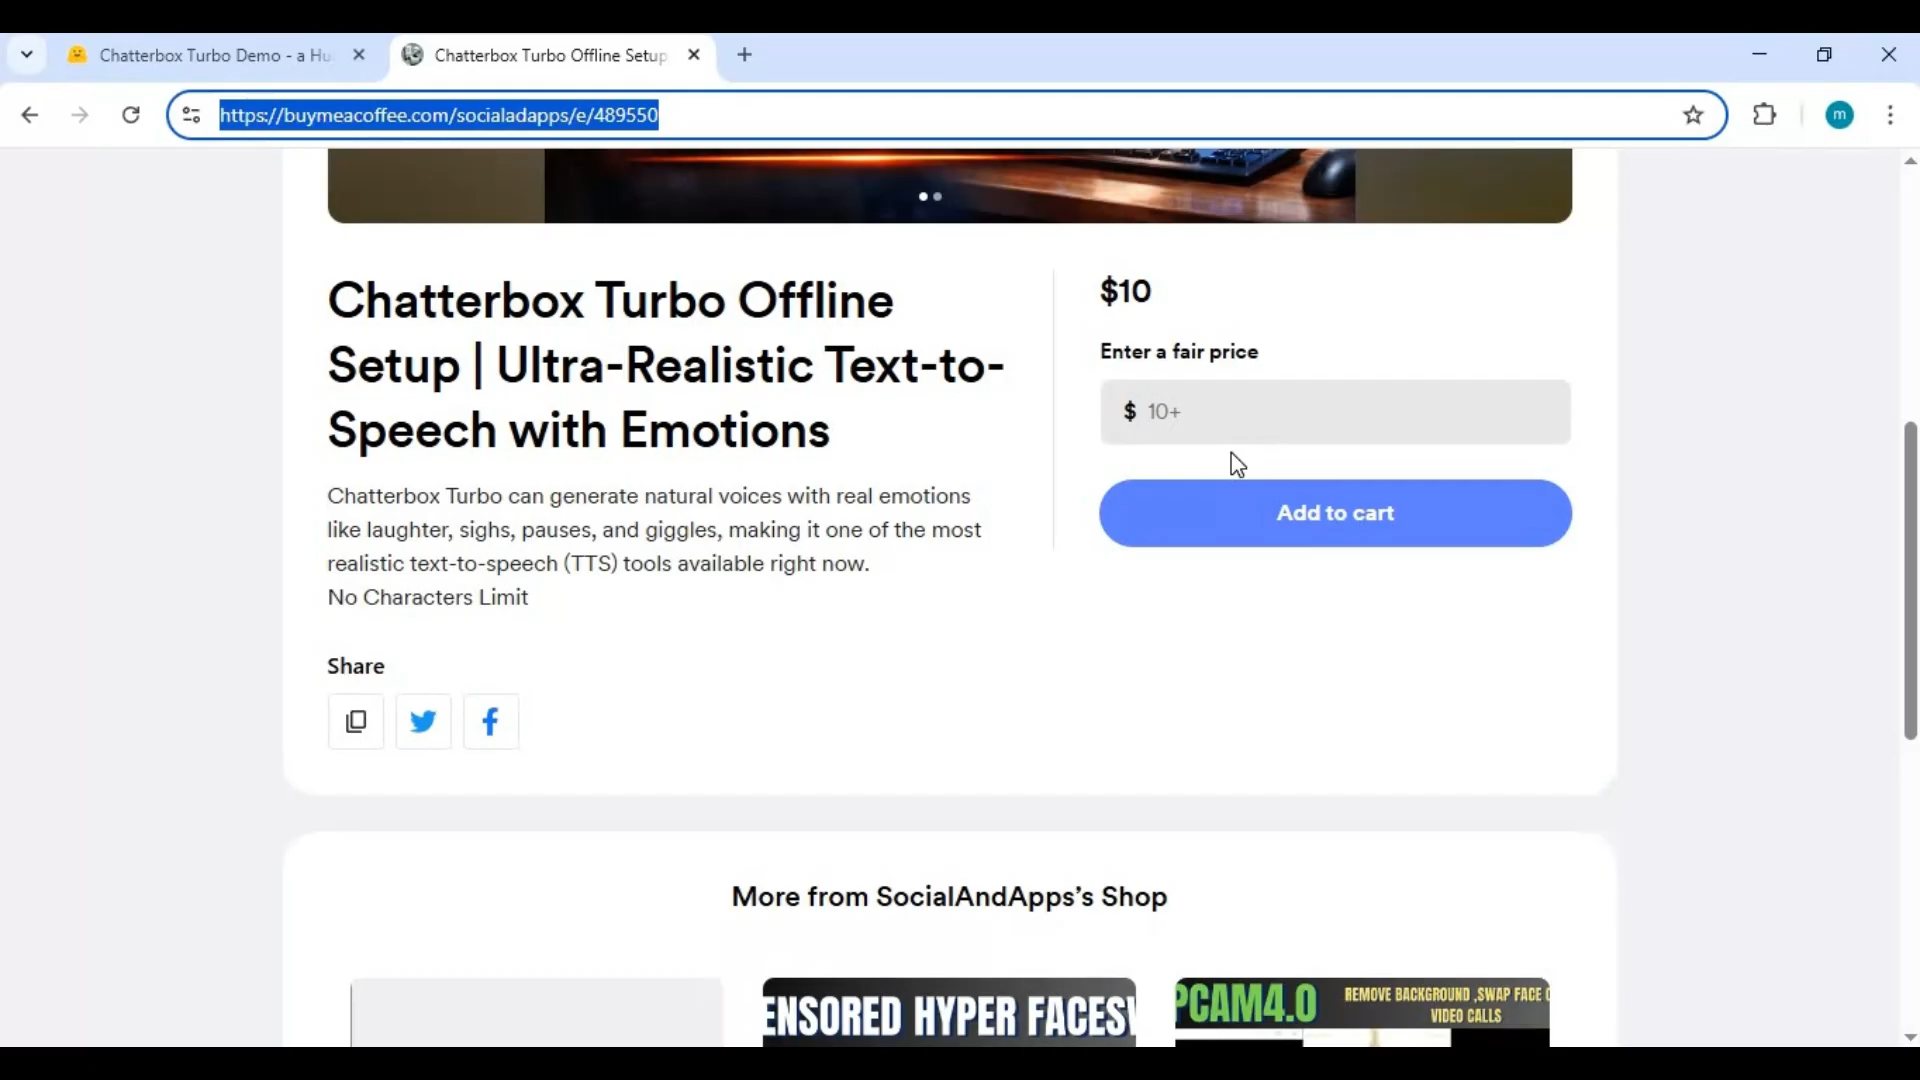 Chatterbox Turbo Demo - a Hu
Chatterbox Turbo Offline Setup
https://buymeacoffee.com/socialadapps/e/489550
m
Chatterbox Turbo Offline
Setup | Ultra-Realistic Text-to-
Speech with Emotions
Chatterbox Turbo can generate natural voices with real emotions
like laughter, sighs, pauses, and giggles, making it one of the most
realistic text-to-speech (TTS) tools available right now.
No Characters Limit
Share
$10
Enter a fair price
$ 10+
Add to cart
More from SocialAndApps's Shop
ENSORED HYPER FACESW
PCAM4.0
REMOVE BACKGROUND ,SWAP FACE O
VIDEO CALLS